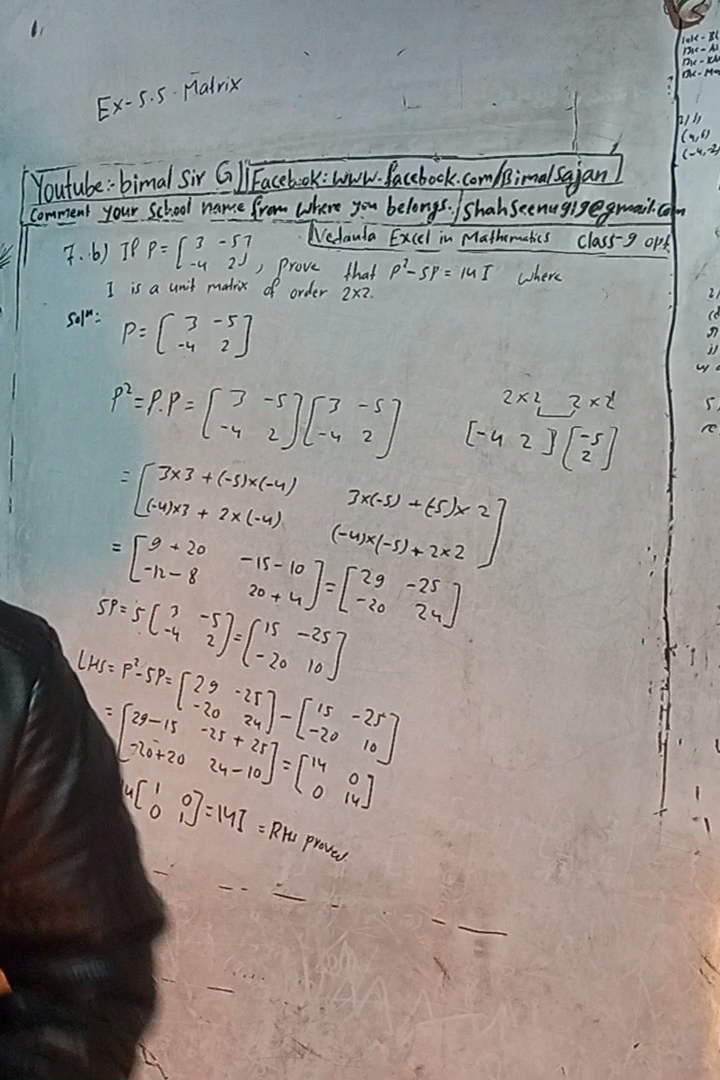 Ex-5.5. Matrix
Youtube:-bimal Sir G || Facebook: www.facebook.com/Bimalsajan
Comment your School name from where you belongs. / Shahseenu919@gmail.com
Vedanta Excel in Mathematics Class-9 opt
7. b) If P = [3 -5; -4 2], prove that P²-5P = 14I where
I is a unit matrix of order 2×2.
Solⁿ:
P = [3 -5; -4 2]
P² = P.P = [3 -5; -4 2] [3 -5; -4 2]
2×2 2×2
[-4 2] [-5; 2]
= [3×3 + (-5)×(-4) 3×(-5) + (-5)×2; (-4)×3 + 2×(-4) (-4)×(-5) + 2×2]
= [9 + 20 -15 - 10; -12 - 8 20 + 4] = [29 -25; -20 24]
5P = 5 [3 -5; -4 2] = [15 -25; -20 10]
LHS = P²-5P = [29 -25; -20 24] - [15 -25; -20 10]
= [29-15 -25+25; -20+20 24-10] = [14 0; 0 14]
[1 0; 0 1] = 14I = RHS proved.